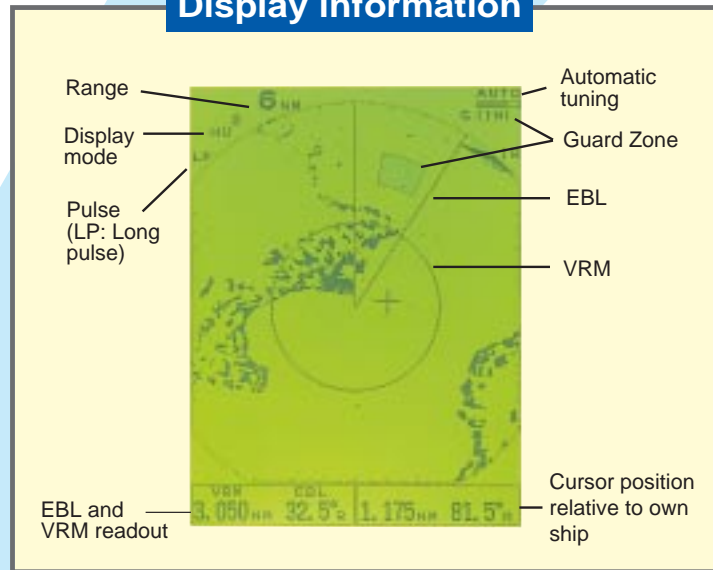 Display Information
Range
Display
mode
Pulse
(LP: Long
pulse)
EBL and
VRM readout
6 NM
HU
LP
AUTO
G (IN)
VRM
3.050 NM
32.5° R
1.175 NM
81.5° R
Automatic
tuning
Guard Zone
EBL
VRM
Cursor position
relative to own
ship